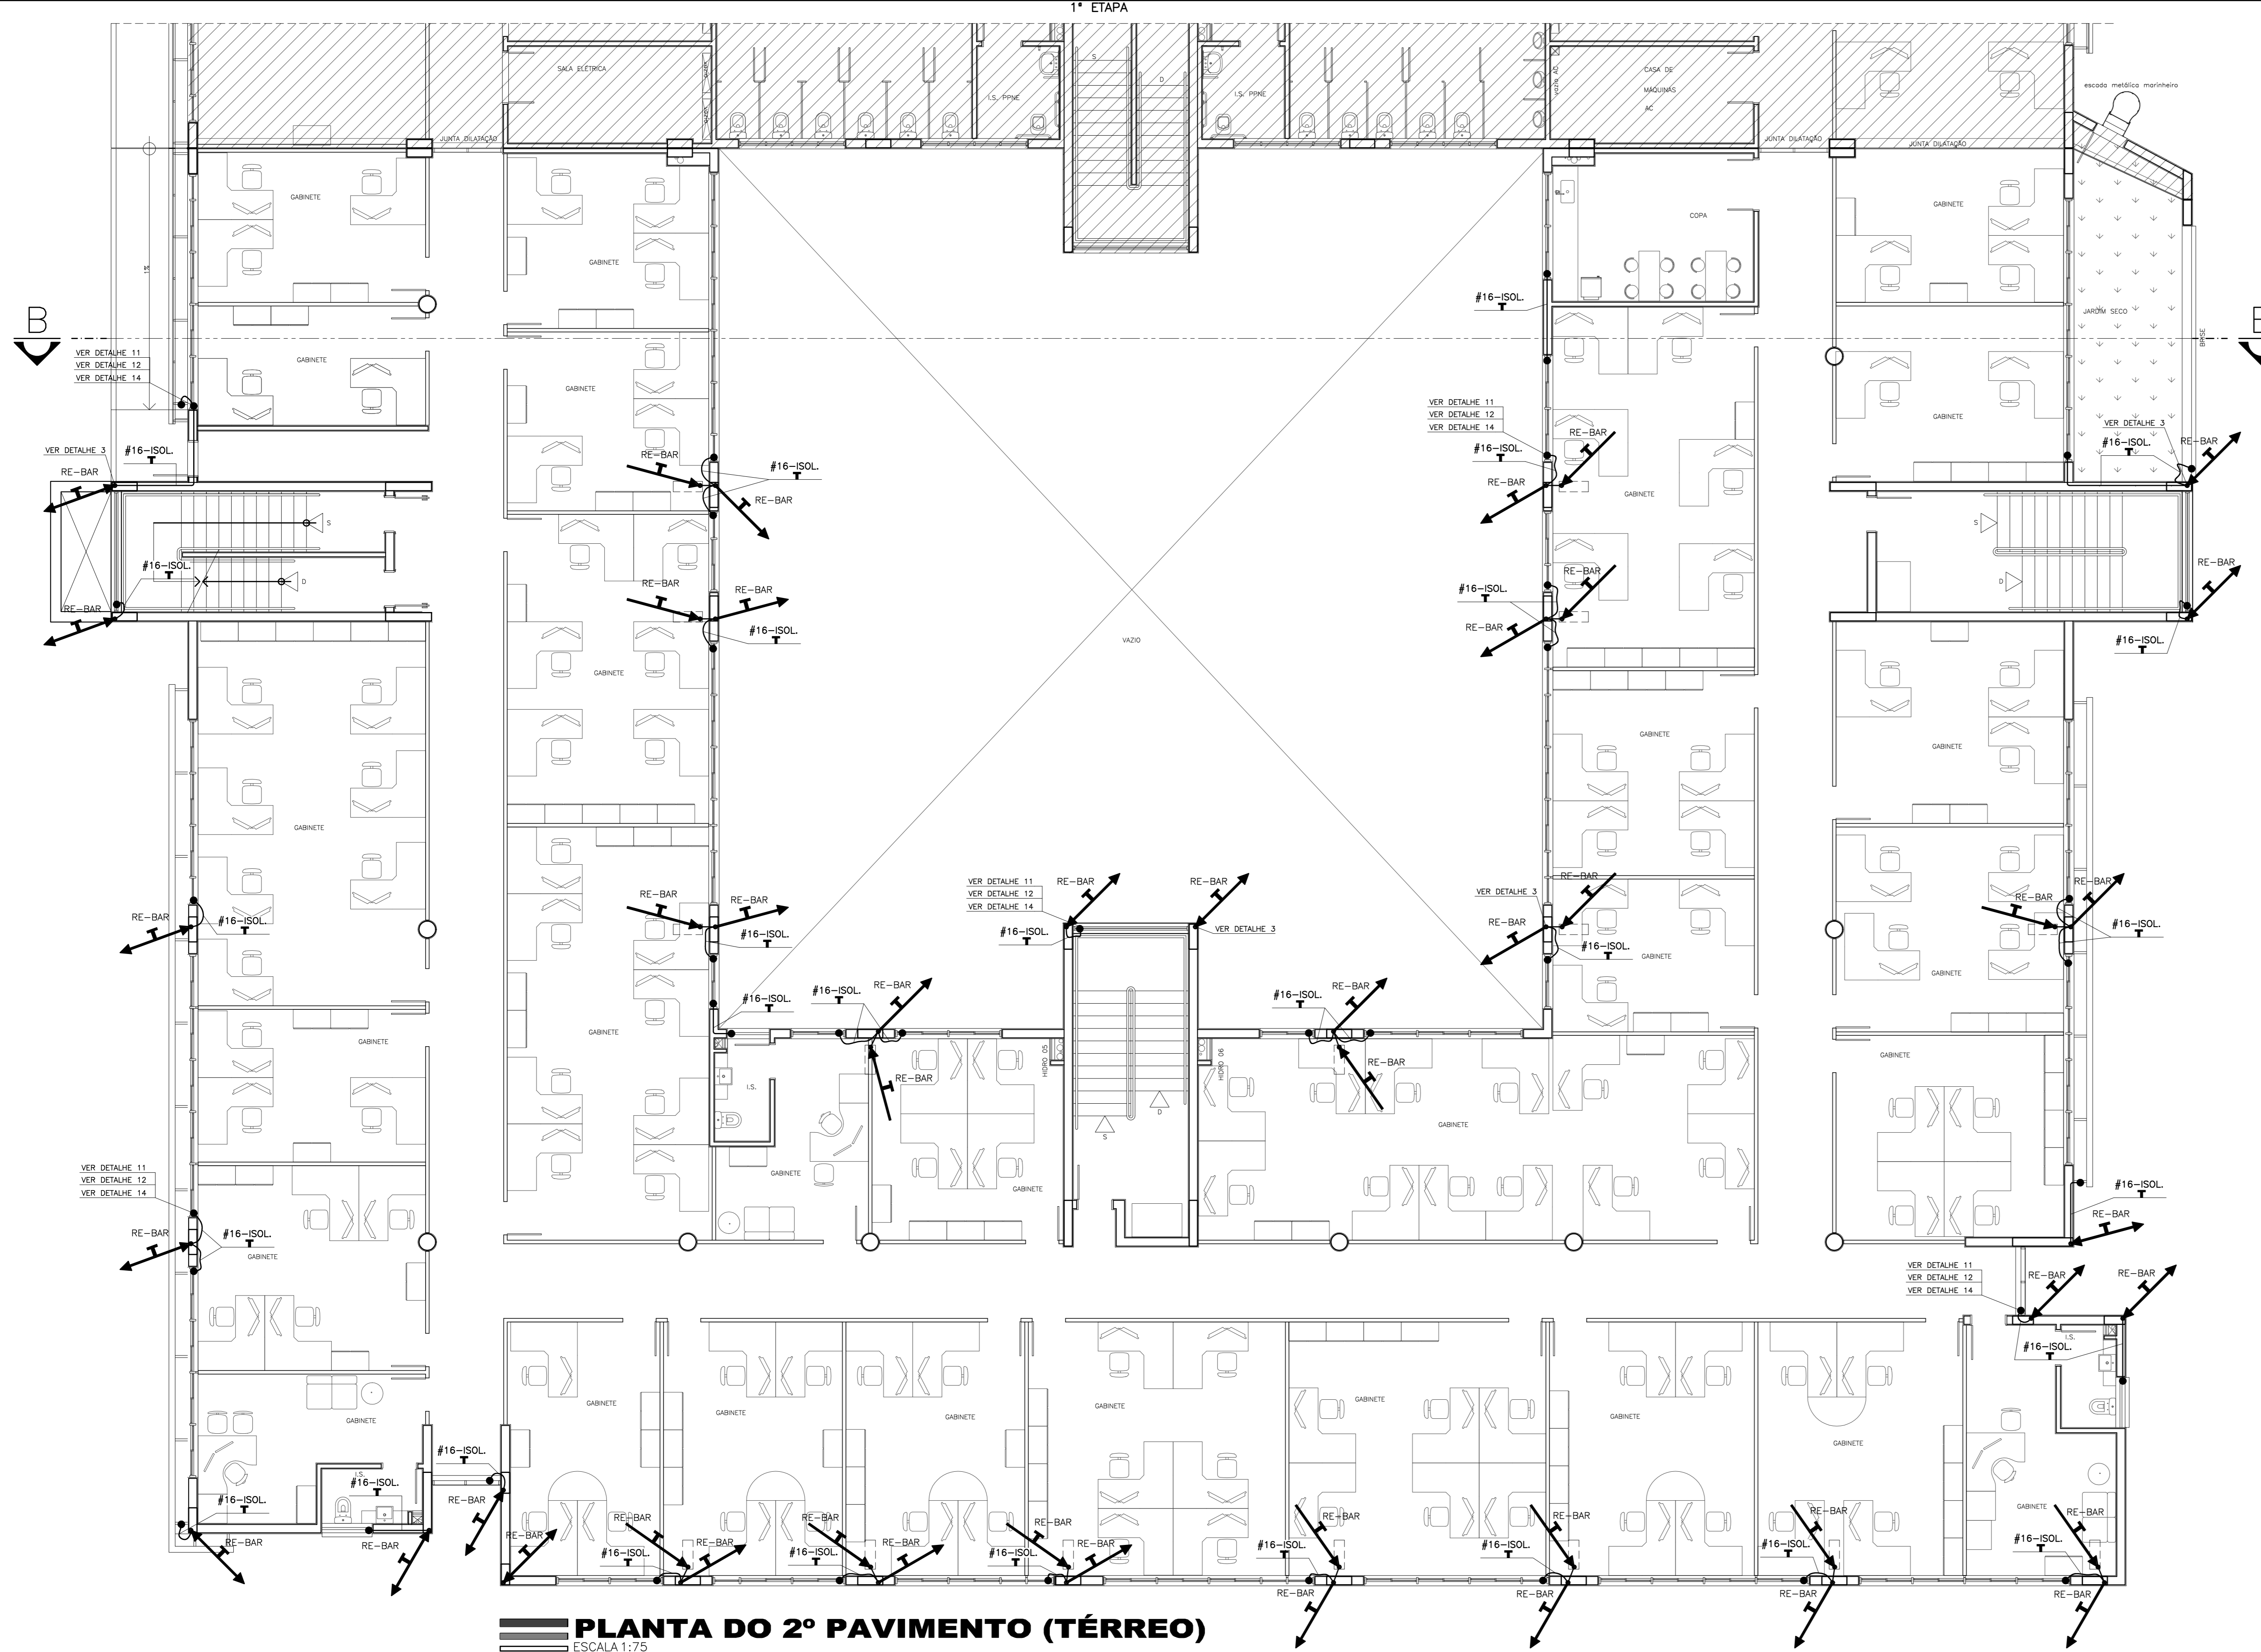 1ª ETAPA
SALA ELÉTRICA
I.S. PPNE
S
D
I.S. PPNE
vazio AC
CASA DE
MÁQUINAS
AC
escada metálica marinheiro
JUNTA DILATAÇÃO
JUNTA DILATAÇÃO
JUNTA DILATAÇÃO
GABINETE
GABINETE
COPA
GABINETE
B
#16-ISOL.
T
JARDIM SECO
BRISE
VER DETALHE 11
VER DETALHE 12
VER DETALHE 14
GABINETE
GABINETE
VER DETALHE 11
VER DETALHE 12
VER DETALHE 14
GABINETE
VER DETALHE 3
#16-ISOL.
T
RE-BAR
T
RE-BAR
T
#16-ISOL.
T
RE-BAR
T
#16-ISOL.
T
RE-BAR
T
RE-BAR
T
GABINETE
VER DETALHE 3
#16-ISOL.
T
RE-BAR
T
S
D
#16-ISOL.
T
RE-BAR
T
RE-BAR
T
RE-BAR
T
#16-ISOL.
T
VAZIO
#16-ISOL.
T
RE-BAR
T
RE-BAR
T
S
D
RE-BAR
T
#16-ISOL.
T
GABINETE
GABINETE
GABINETE
GABINETE
RE-BAR
T
#16-ISOL.
T
RE-BAR
T
RE-BAR
T
#16-ISOL.
T
VER DETALHE 11
VER DETALHE 12
VER DETALHE 14
RE-BAR
T
RE-BAR
T
#16-ISOL.
T
VER DETALHE 3
VER DETALHE 3
RE-BAR
T
RE-BAR
T
#16-ISOL.
T
GABINETE
RE-BAR
T
T
#16-ISOL.
T
GABINETE
GABINETE
GABINETE
#16-ISOL.
T
#16-ISOL.
T
RE-BAR
T
#16-ISOL.
T
RE-BAR
T
I.S.
RE-BAR
T
HIDRO 05
HIDRO 06
RE-BAR
T
GABINETE
S
D
GABINETE
GABINETE
GABINETE
VER DETALHE 11
VER DETALHE 12
VER DETALHE 14
RE-BAR
T
#16-ISOL.
T
GABINETE
#16-ISOL.
T
RE-BAR
T
VER DETALHE 11
VER DETALHE 12
VER DETALHE 14
RE-BAR
T
RE-BAR
T
I.S.
#16-ISOL.
T
GABINETE
GABINETE
GABINETE
GABINETE
GABINETE
GABINETE
GABINETE
GABINETE
GABINETE
I.S.
#16-ISOL.
T
#16-ISOL.
T
#16-ISOL.
T
RE-BAR
T
RE-BAR
T
RE-BAR
T
RE-BAR
T
#16-ISOL.
T
RE-BAR
T
RE-BAR
T
#16-ISOL.
T
RE-BAR
T
RE-BAR
T
#16-ISOL.
T
RE-BAR
T
RE-BAR
T
#16-ISOL.
T
RE-BAR
T
RE-BAR
T
#16-ISOL.
T
RE-BAR
T
RE-BAR
T
#16-ISOL.
T
RE-BAR
T
RE-BAR
T
#16-ISOL.
T
RE-BAR
T
PLANTA DO 2º PAVIMENTO (TÉRREO)
ESCALA 1:75